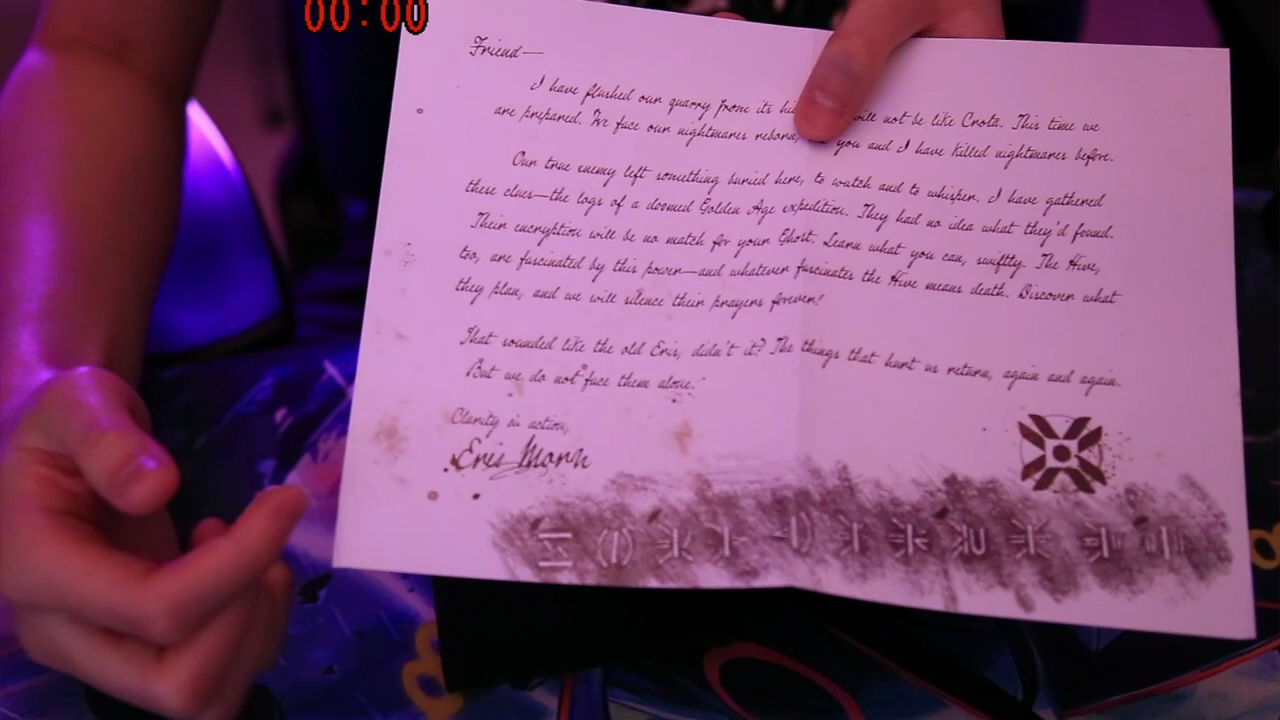 00:00
Friend—
I have flushed our quarry from its hi will not be like Crota. This time we
are prepared. We face our nightmares reborn, you and I have killed nightmares before.
Our true enemy left something buried here, to watch and to whisper. I have gathered
these clues—the logs of a doomed Golden Age expedition. They had no idea what they'd found.
Their encryption will be no match for your Ghost. Learn what you can, swiftly. The Hive,
too, are fascinated by this power—and whatever fascinates the Hive means death. Discover what
they plan, and we will silence their prayers forever!
That sounded like the old Eris, didn't it? The things that hurt us return, again and again.
But we do not face them alone.
Clarity in action,
Eris Morn